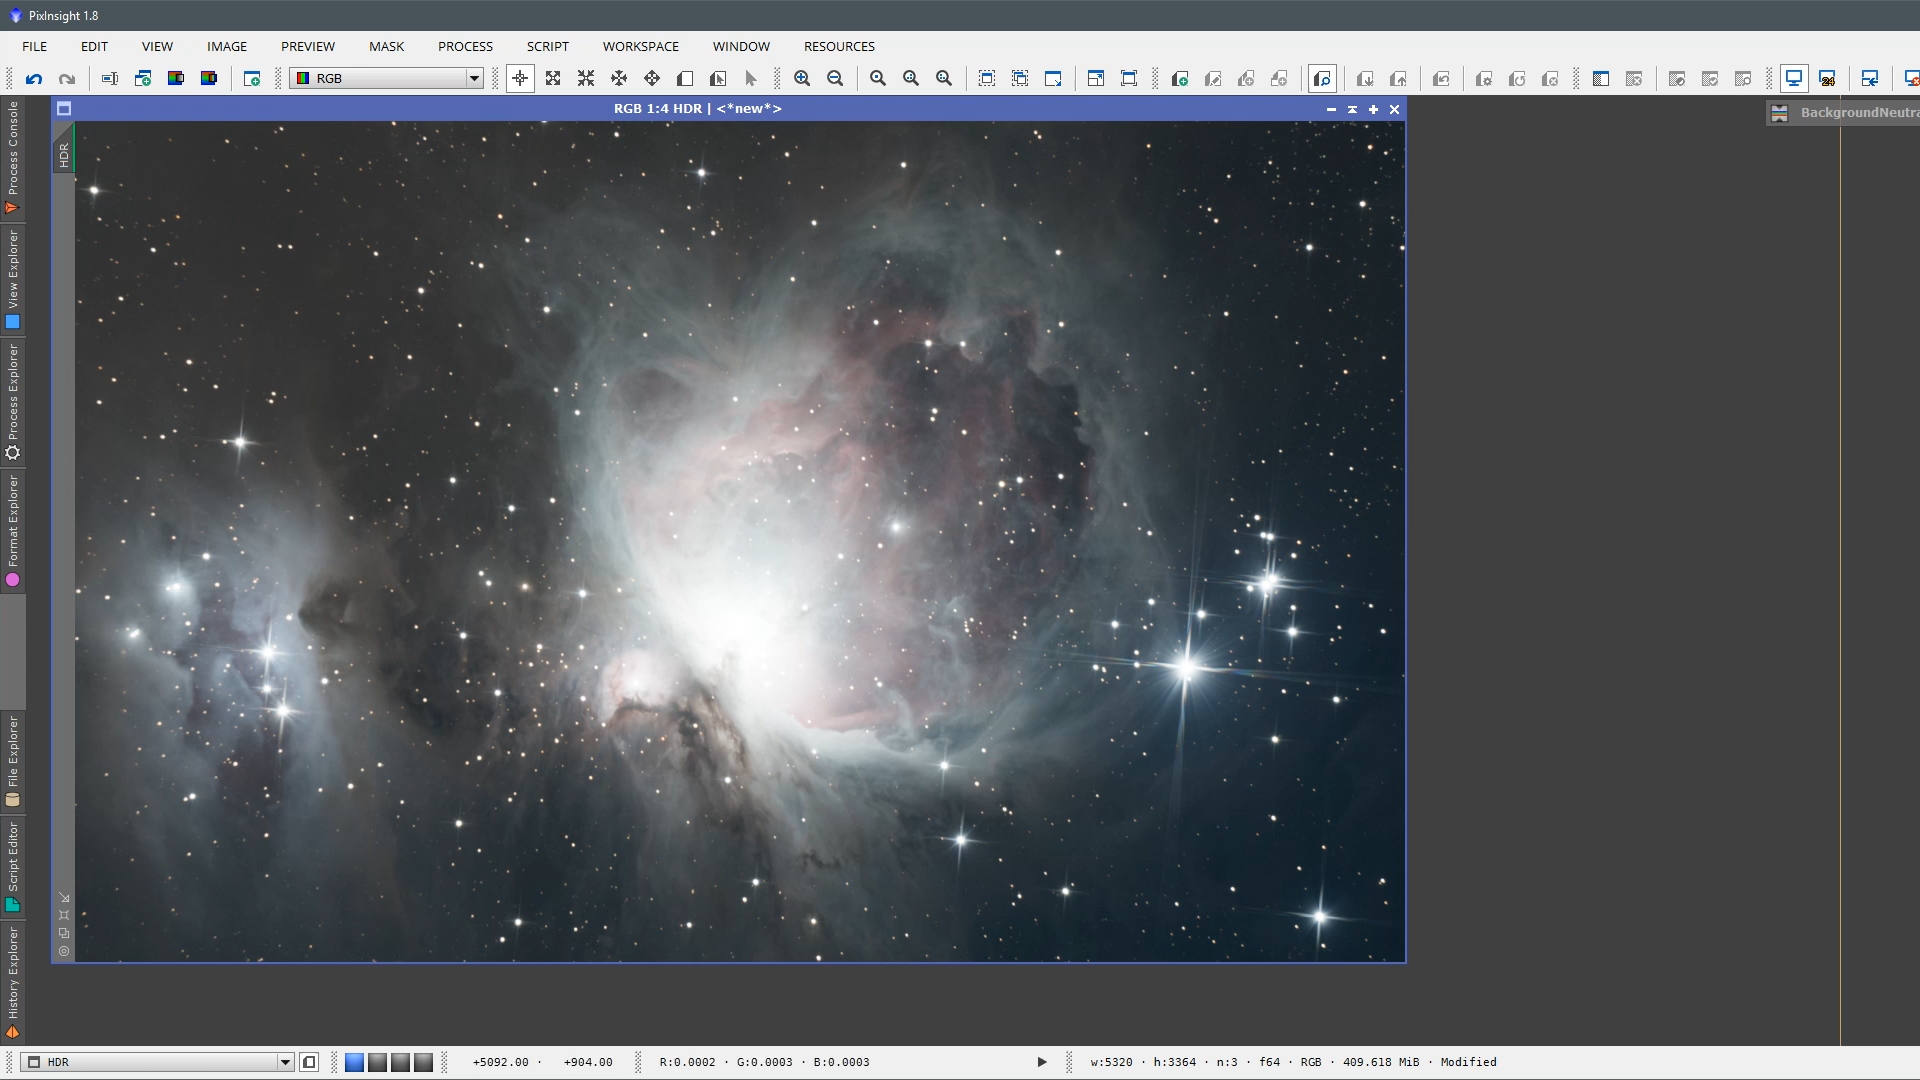 PixInsight 1.8
FILE EDIT VIEW IMAGE PREVIEW MASK PROCESS SCRIPT WORKSPACE WINDOW RESOURCES
RGB
24
RGB 1:4 HDR | <*new*>
BackgroundNeutra
HDR
Process Console
View Explorer
Process Explorer
Format Explorer
File Explorer
Script Editor
History Explorer
HDR
+5092.00 · +904.00
R:0.0002 · G:0.0003 · B:0.0003
w:5320 · h:3364 · n:3 · f64 · RGB · 409.618 MiB · Modified